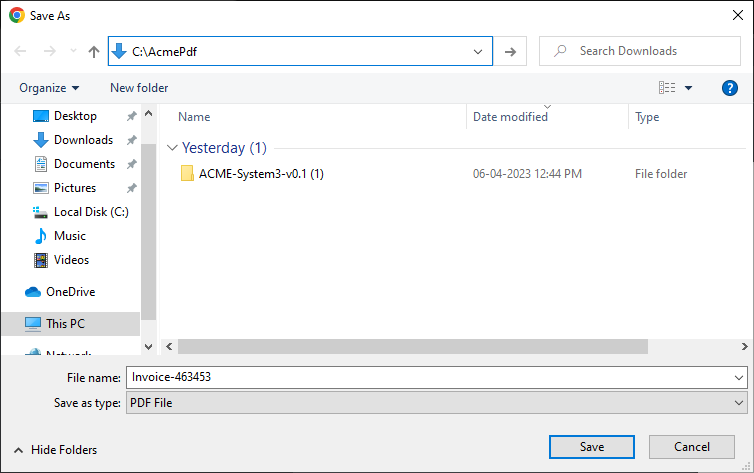 Save As
C:\AcmePdf
Search Downloads
Organize
New folder
Desktop
Downloads
Documents
Pictures
Local Disk (C:)
Music
Videos
OneDrive
This PC
Network
Name
Date modified
Type
Yesterday (1)
ACME-System3-v0.1 (1) 06-04-2023 12:44 PM File folder
File name: Invoice-463453
Save as type: PDF File
Hide Folders
Save
Cancel